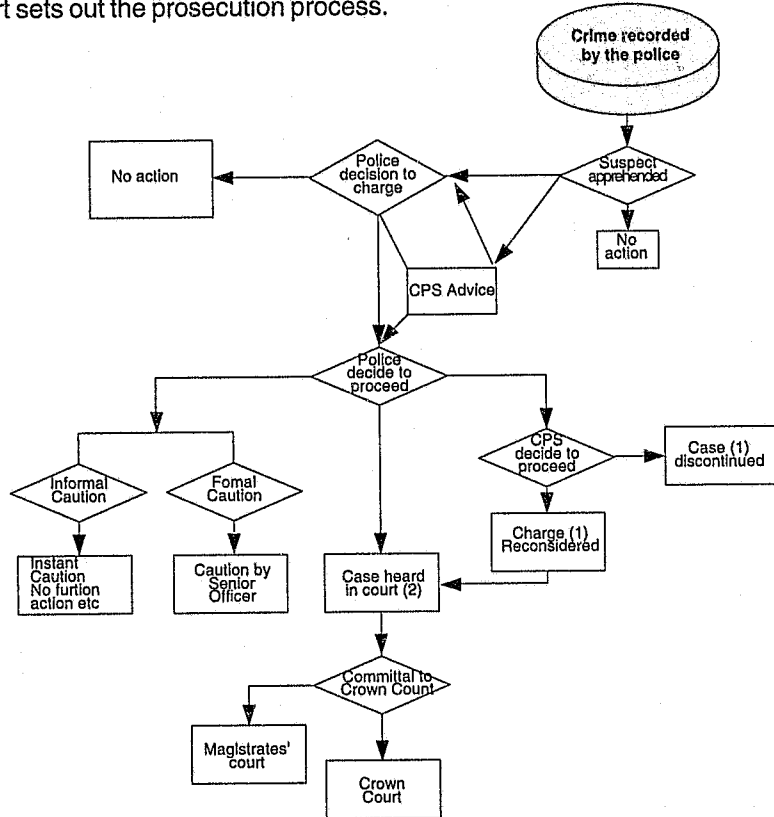 rt sets out the prosecution process.
Crime recorded
by the police
Suspect
apprehended
No
action
Police
decision to
charge
No action
CPS Advice
Police
decide to
proceed
CPS
decide to
proceed
Case (1)
discontinued
Informal
Caution
Fomal
Caution
Charge (1)
Reconsidered
Instant
Caution
No furtion
action etc
Caution by
Senior
Officer
Case heard
in court (2)
Committal to
Crown Count
Magistrates'
court
Crown
Court